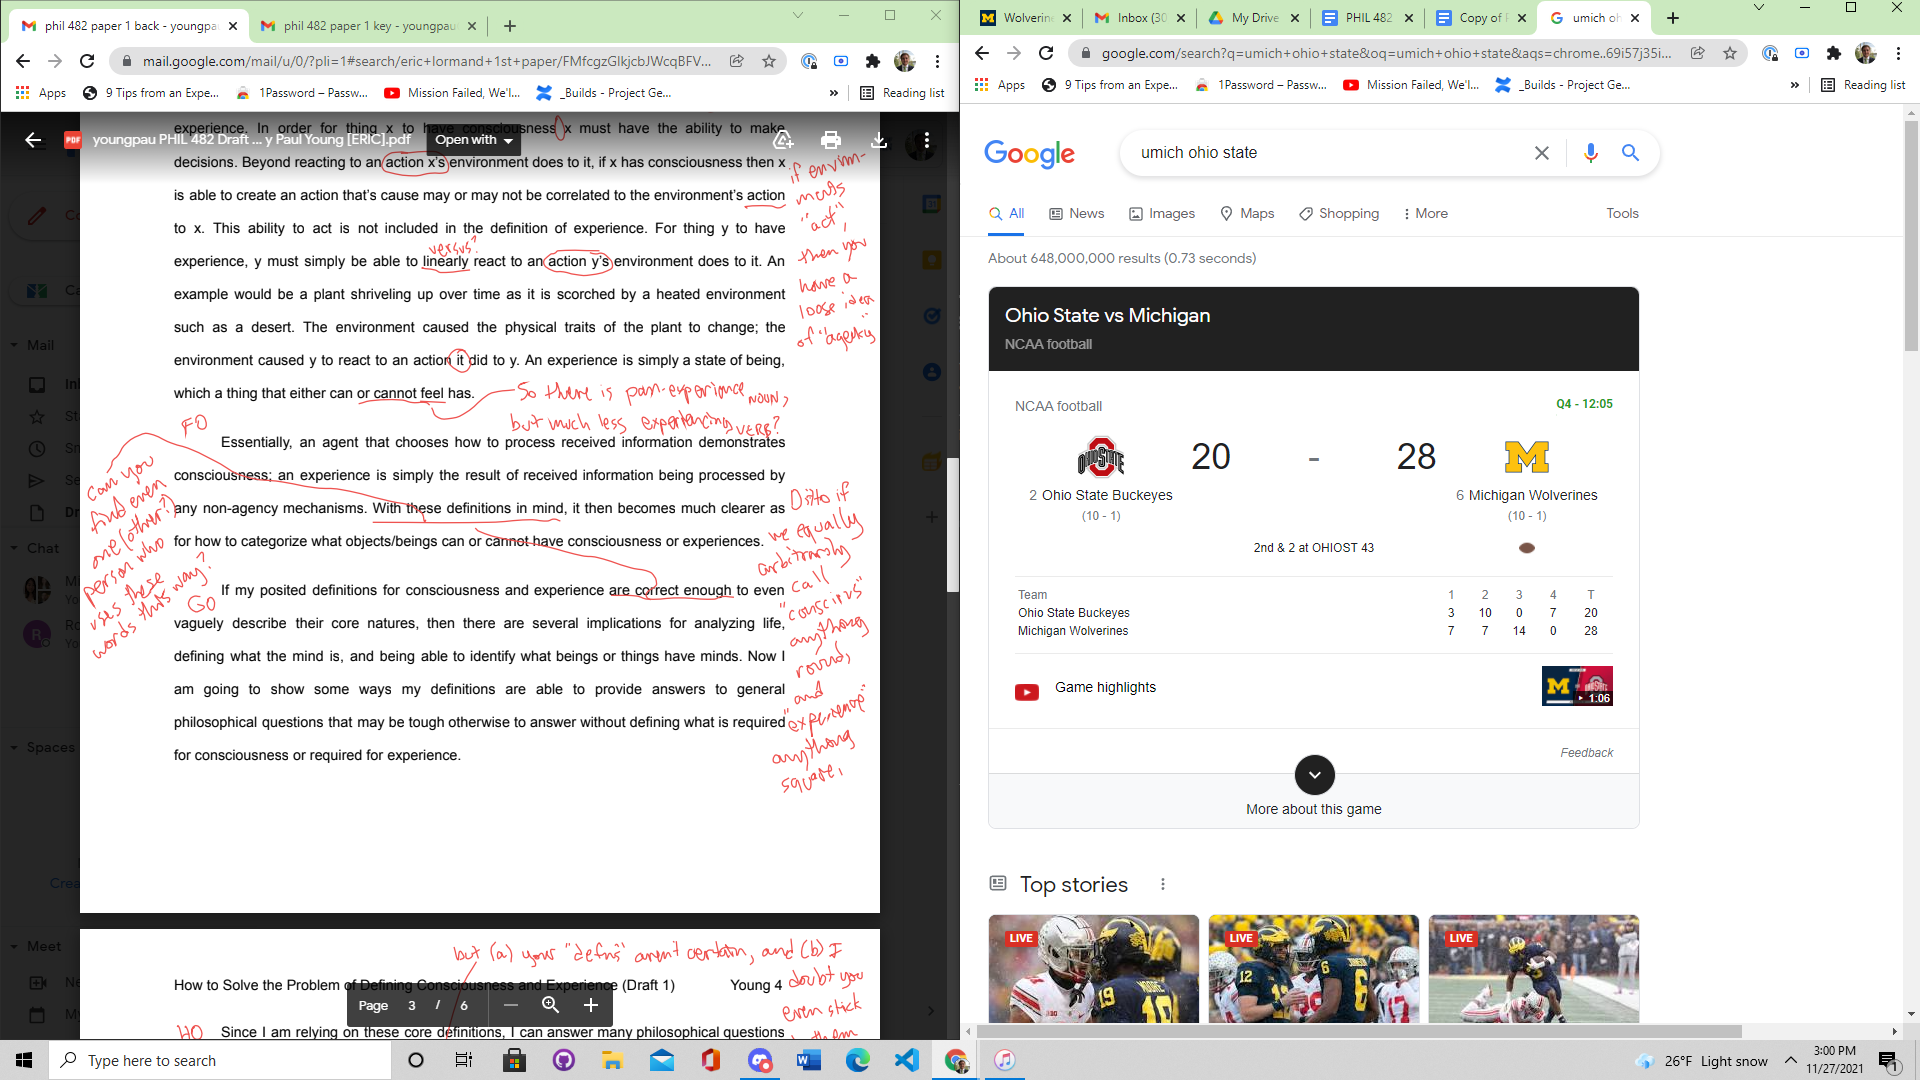 phil 482 paper 1 back - youngpau
phil 482 paper 1 key - youngpau
mail.google.com/mail/u/0/?pli=1#search/eric+lormand+1st+paper/FMfcgzGlkjcbJWcqBFV...
Apps
9 Tips from an Expe...
1Password – Passw...
Mission Failed, We'l...
_Builds - Project Ge...
»
Reading list
PDF
youngpau PHIL 482 Draft ... y Paul Young [ERIC].pdf
Open with
experience. In order for thing x to have consciousness x must have the ability to make
decisions. Beyond reacting to an action x's environment does to it, if x has consciousness then x
is able to create an action that's cause may or may not be correlated to the environment's action
to x. This ability to act is not included in the definition of experience. For thing y to have
versus?
experience, y must simply be able to linearly react to an action y's environment does to it. An
example would be a plant shriveling up over time as it is scorched by a heated environment
such as a desert. The environment caused the physical traits of the plant to change; the
environment caused y to react to an action it did to y. An experience is simply a state of being,
which a thing that either can or cannot feel has.
if environ-
ments
"act",
then you
have a
loose idea
of "agency"
So there is pan-experience NOUN,
but much less experiencing VERB?
FO
Essentially, an agent that chooses how to process received information demonstrates
consciousness; an experience is simply the result of received information being processed by
any non-agency mechanisms. With these definitions in mind, it then becomes much clearer as
for how to categorize what objects/beings can or cannot have consciousness or experiences.
can you
find even
one (other?)
person who
uses these
words this way?
GO
If my posited definitions for consciousness and experience are correct enough to even
vaguely describe their core natures, then there are several implications for analyzing life,
defining what the mind is, and being able to identify what beings or things have minds. Now I
am going to show some ways my definitions are able to provide answers to general
philosophical questions that may be tough otherwise to answer without defining what is required
for consciousness or required for experience.
Ditto if
we equally
arbitrarily
call
"conscious"
anything
round,
and
"experience"
anything
square.
but (a) your "defns" aren't certain, and (b) I
doubt you
even stick
How to Solve the Problem of Defining Consciousness and Experience (Draft 1)
Young 4
Page 3 / 6
HO
Since I am relying on these core definitions, I can answer many philosophical questions
them
Mail
Chat
Spaces
Meet
Wolverin
Inbox (30
My Drive
PHIL 482
Copy of P
umich oh
google.com/search?q=umich+ohio+state&oq=umich+ohio+state&aqs=chrome..69i57j35i...
Apps
9 Tips from an Expe...
1Password – Passw...
Mission Failed, We'l...
_Builds - Project Ge...
»
Reading list
Google
umich ohio state
All
News
Images
Maps
Shopping
More
Tools
About 648,000,000 results (0.73 seconds)
Ohio State vs Michigan
NCAA football
NCAA football
Q4 - 12:05
OHIO STATE
20 - 28
M
2 Ohio State Buckeyes
6 Michigan Wolverines
(10 - 1)
(10 - 1)
2nd & 2 at OHIOST 43
Team 1 2 3 4 T
Ohio State Buckeyes 3 10 0 7 20
Michigan Wolverines 7 7 14 0 28
Game highlights
1:06
Feedback
More about this game
Top stories
LIVE
LIVE
LIVE
Type here to search
26°F Light snow
3:00 PM
11/27/2021